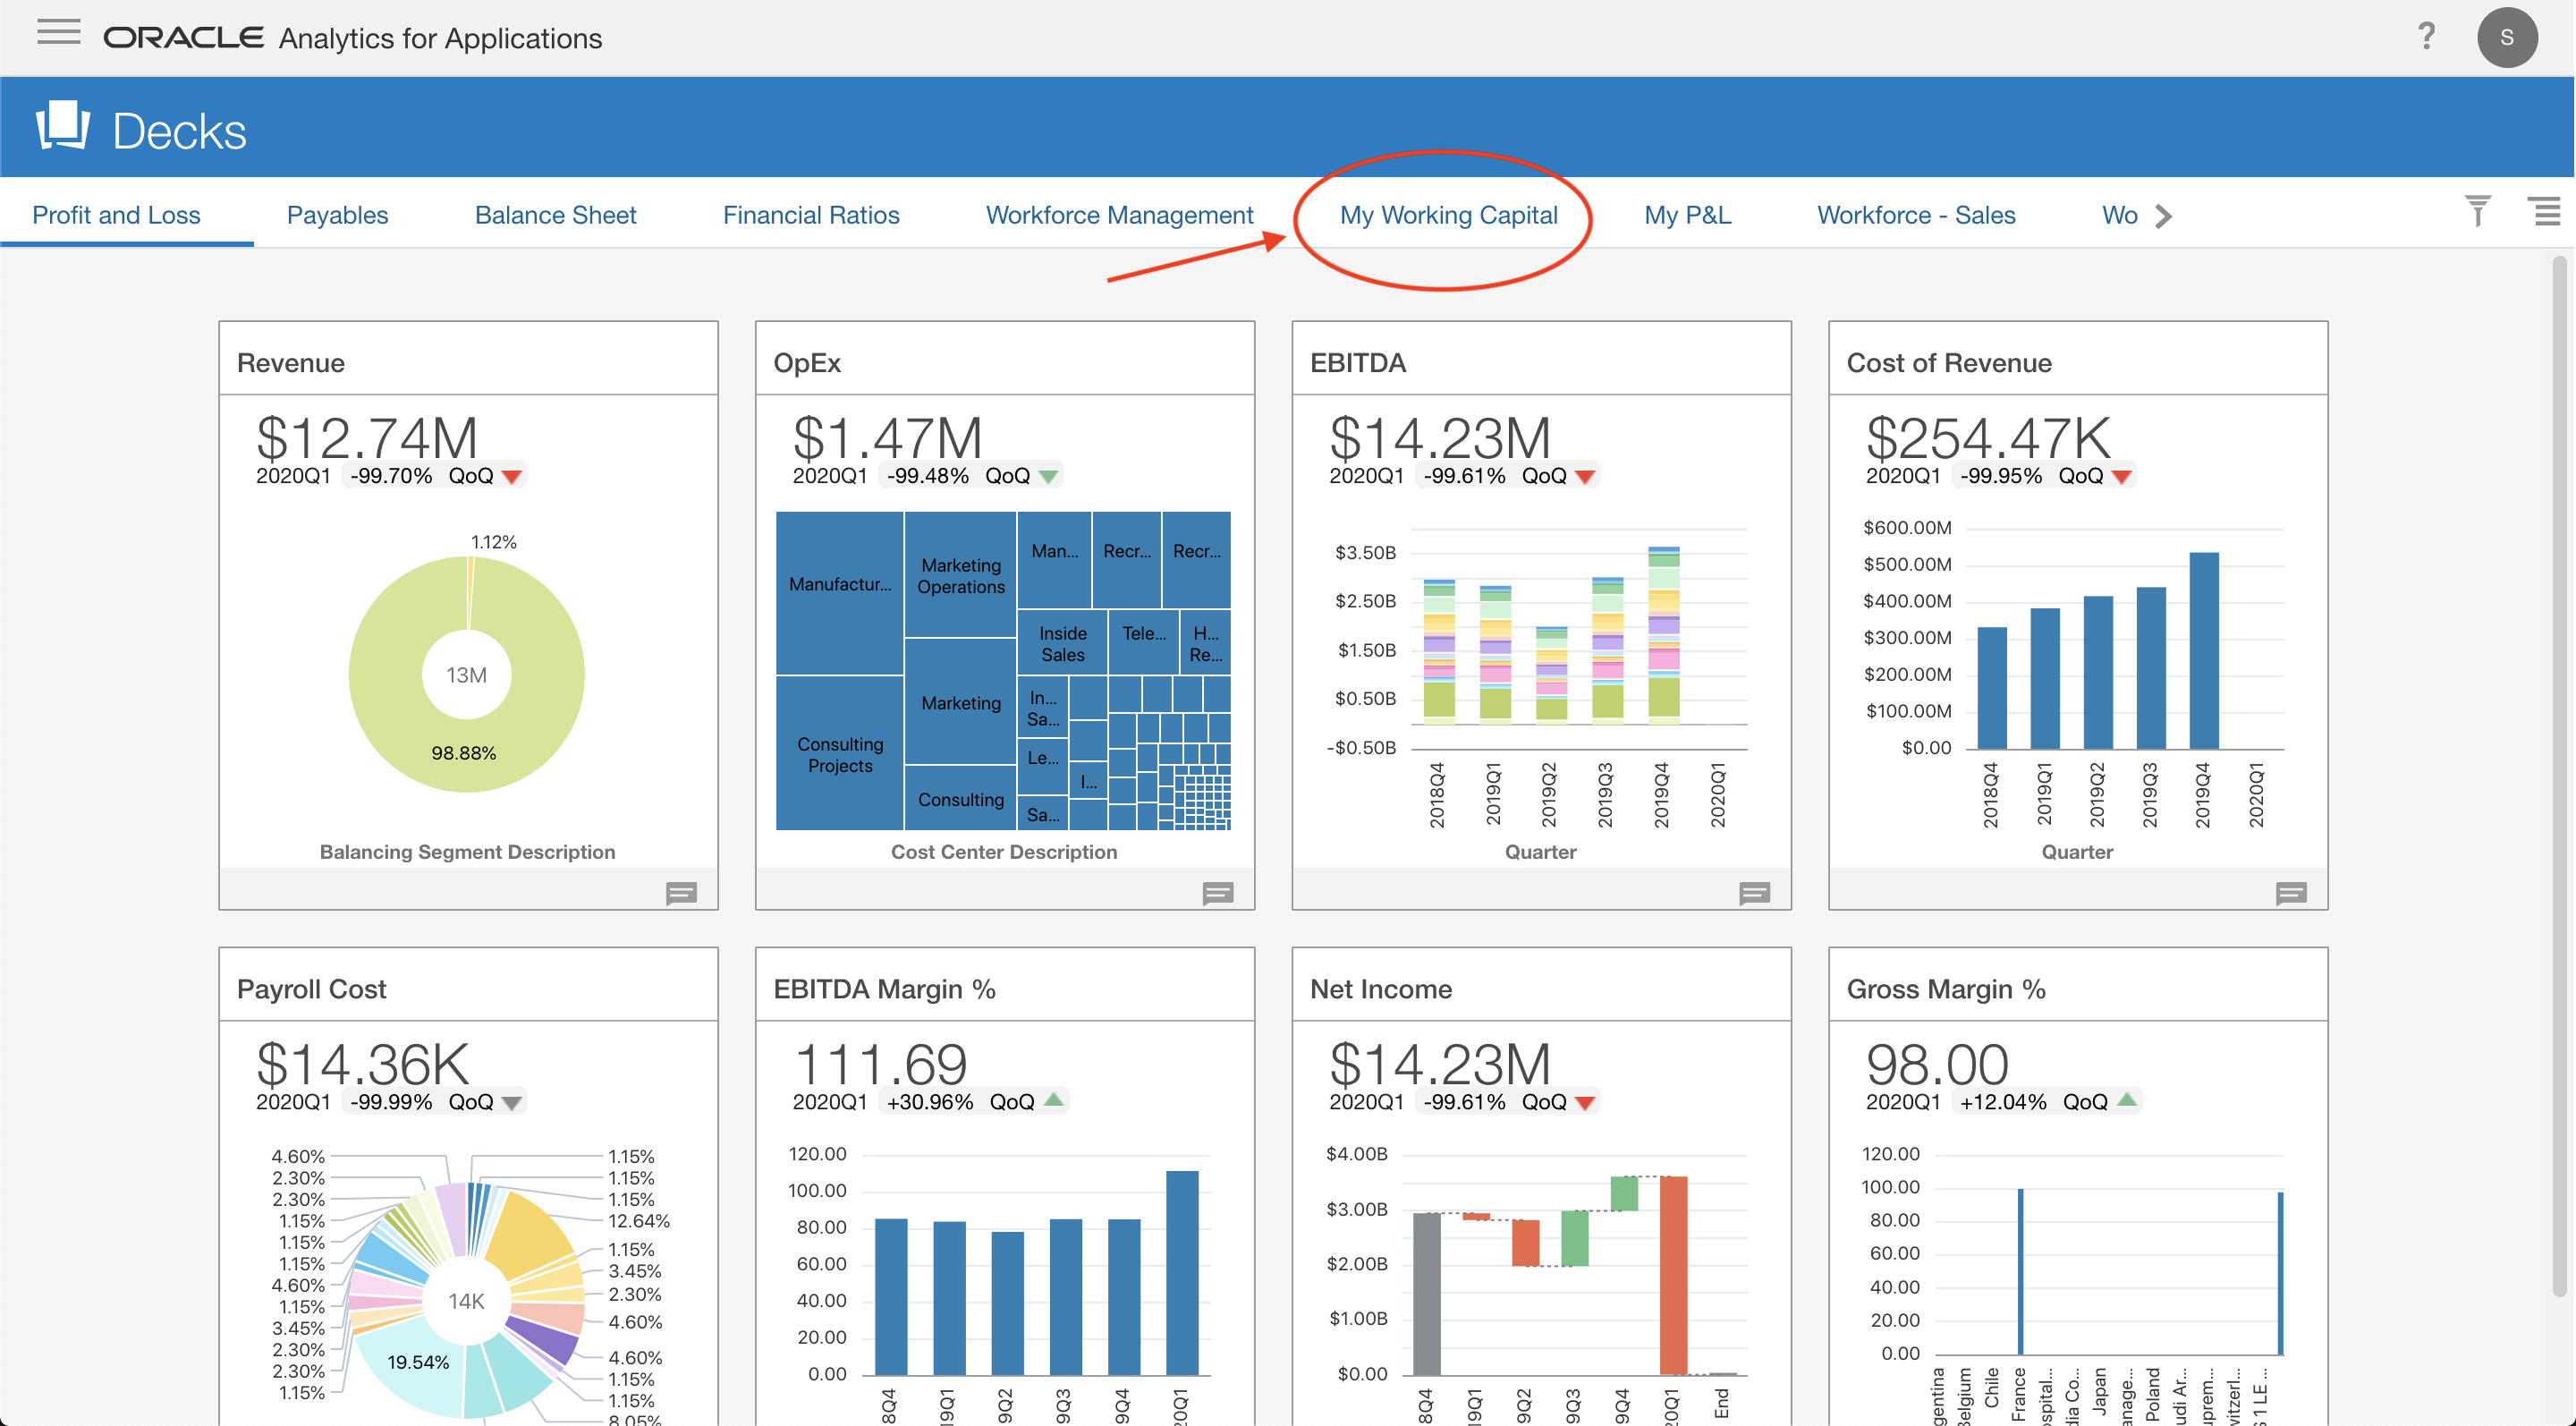 ORACLE Analytics for Applications
?
S
Decks
Profit and Loss
Payables
Balance Sheet
Financial Ratios
Workforce Management
My Working Capital
My P&L
Workforce - Sales
Wo
Revenue
$12.74M
2020Q1 -99.70% QoQ
1.12%
13M
98.88%
Balancing Segment Description
OpEx
$1.47M
2020Q1 -99.48% QoQ
Manufactur...
Marketing
Operations
Man...
Recr...
Recr...
Inside
Sales
Tele...
H...
Re...
Marketing
In...
Sa...
Consulting
Projects
Le...
I...
Consulting
Sa...
Cost Center Description
EBITDA
$14.23M
2020Q1 -99.61% QoQ
$3.50B
$2.50B
$1.50B
$0.50B
-$0.50B
2018Q4
2019Q1
2019Q2
2019Q3
2019Q4
2020Q1
Quarter
Cost of Revenue
$254.47K
2020Q1 -99.95% QoQ
$600.00M
$500.00M
$400.00M
$300.00M
$200.00M
$100.00M
$0.00
2018Q4
2019Q1
2019Q2
2019Q3
2019Q4
2020Q1
Quarter
Payroll Cost
$14.36K
2020Q1 -99.99% QoQ
4.60%
2.30%
2.30%
1.15%
1.15%
1.15%
4.60%
1.15%
3.45%
2.30%
2.30%
1.15%
1.15%
1.15%
1.15%
12.64%
1.15%
3.45%
2.30%
4.60%
4.60%
1.15%
1.15%
8.05%
14K
19.54%
EBITDA Margin %
111.69
2020Q1 +30.96% QoQ
120.00
100.00
80.00
60.00
40.00
20.00
0.00
8Q4
19Q1
9Q2
9Q3
9Q4
20Q1
Net Income
$14.23M
2020Q1 -99.61% QoQ
$4.00B
$3.00B
$2.00B
$1.00B
$0.00
8Q4
19Q1
9Q2
9Q3
9Q4
20Q1
End
Gross Margin %
98.00
2020Q1 +12.04% QoQ
120.00
100.00
80.00
60.00
40.00
20.00
0.00
gentina
Belgium
Chile
France
ospital...
dia Co...
Japan
anage...
Poland
udi Ar...
uprem...
vitzerl...
S 1 LE ...